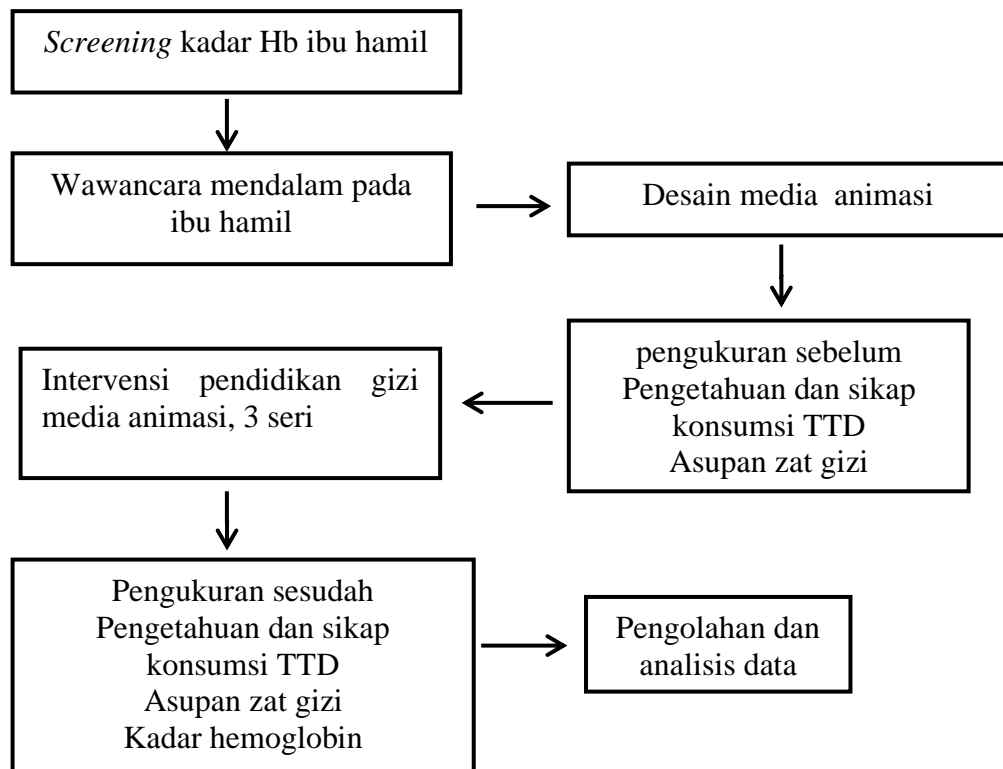 Screening kadar Hb ibu hamil
Wawancara mendalam pada
ibu hamil
Desain media animasi
pengukuran sebelum
Pengetahuan dan sikap
konsumsi TTD
Asupan zat gizi
Intervensi pendidikan gizi
media animasi, 3 seri
Pengukuran sesudah
Pengetahuan dan sikap
konsumsi TTD
Asupan zat gizi
Kadar hemoglobin
Pengolahan dan
analisis data